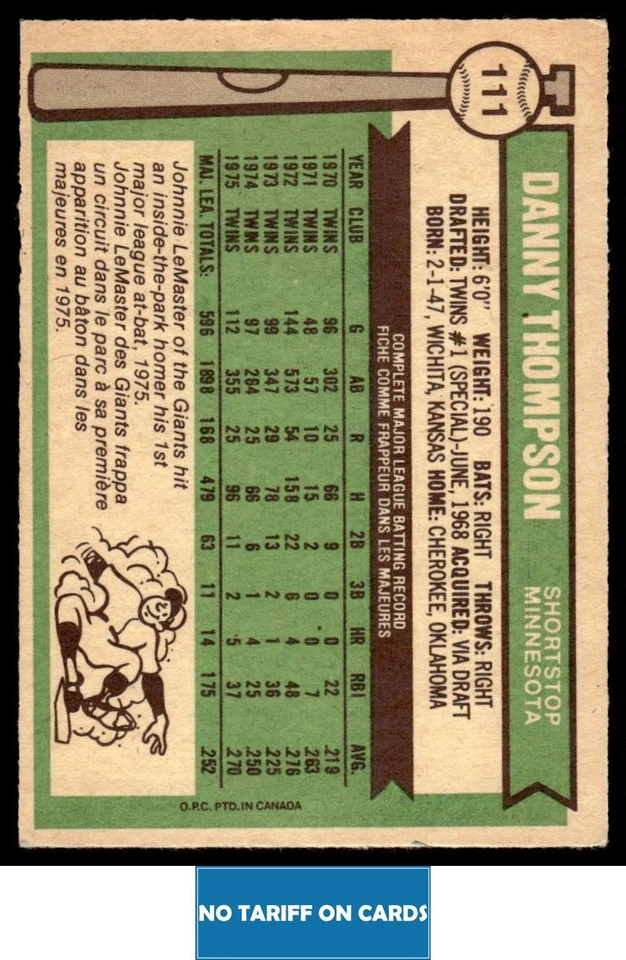 111
DANNY THOMPSON
SHORTSTOP
MINNESOTA
HEIGHT: 6'0" WEIGHT: 190 BATS: RIGHT THROWS: RIGHT
DRAFTED: TWINS #1 (SPECIAL)-JUNE, 1968 ACQUIRED: VIA DRAFT
BORN: 2-1-47, WICHITA, KANSAS HOME: CHEROKEE, OKLAHOMA
COMPLETE MAJOR LEAGUE BATTING RECORD
FICHE COMME FRAPPEUR DANS LES MAJEURES
YEAR CLUB G AB R H 2B 3B HR RBI AVG.
1970 TWINS 96 302 25 66 9 0 0 22 .219
1971 TWINS 48 57 10 15 2 0 0 7 .263
1972 TWINS 144 573 54 158 22 6 4 48 .276
1973 TWINS 99 347 29 78 13 2 1 36 .225
1974 TWINS 97 264 25 66 6 1 4 25 .250
1975 TWINS 112 355 25 96 11 2 5 37 .270
MAJ. LEA. TOTALS: 596 1898 168 479 63 11 14 175 .252
Johnnie LeMaster of the Giants hit
an inside-the-park homer his 1st
major league at-bat, 1975.
Johnnie LeMaster des Giants frappa
un circuit dans le parc à sa première
apparition au bâton dans les
majeures en 1975.
O.P.C. PTD. IN CANADA
NO TARIFF ON CARDS